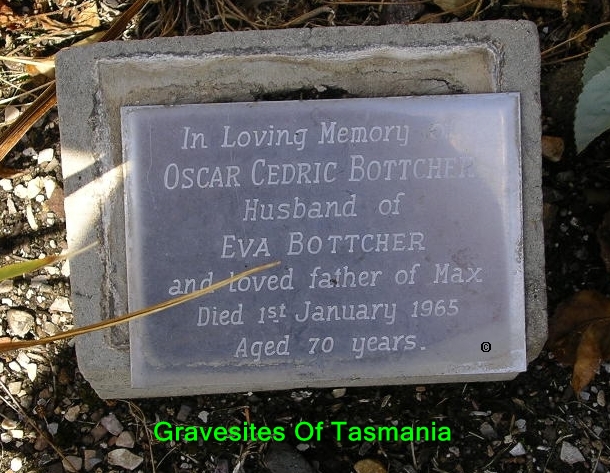 In Loving Memory of
OSCAR CEDRIC BOTTCHER
Husband of
EVA BOTTCHER
and loved father of Max
Died 1st January 1965
Aged 70 years.
©
Gravesites Of Tasmania